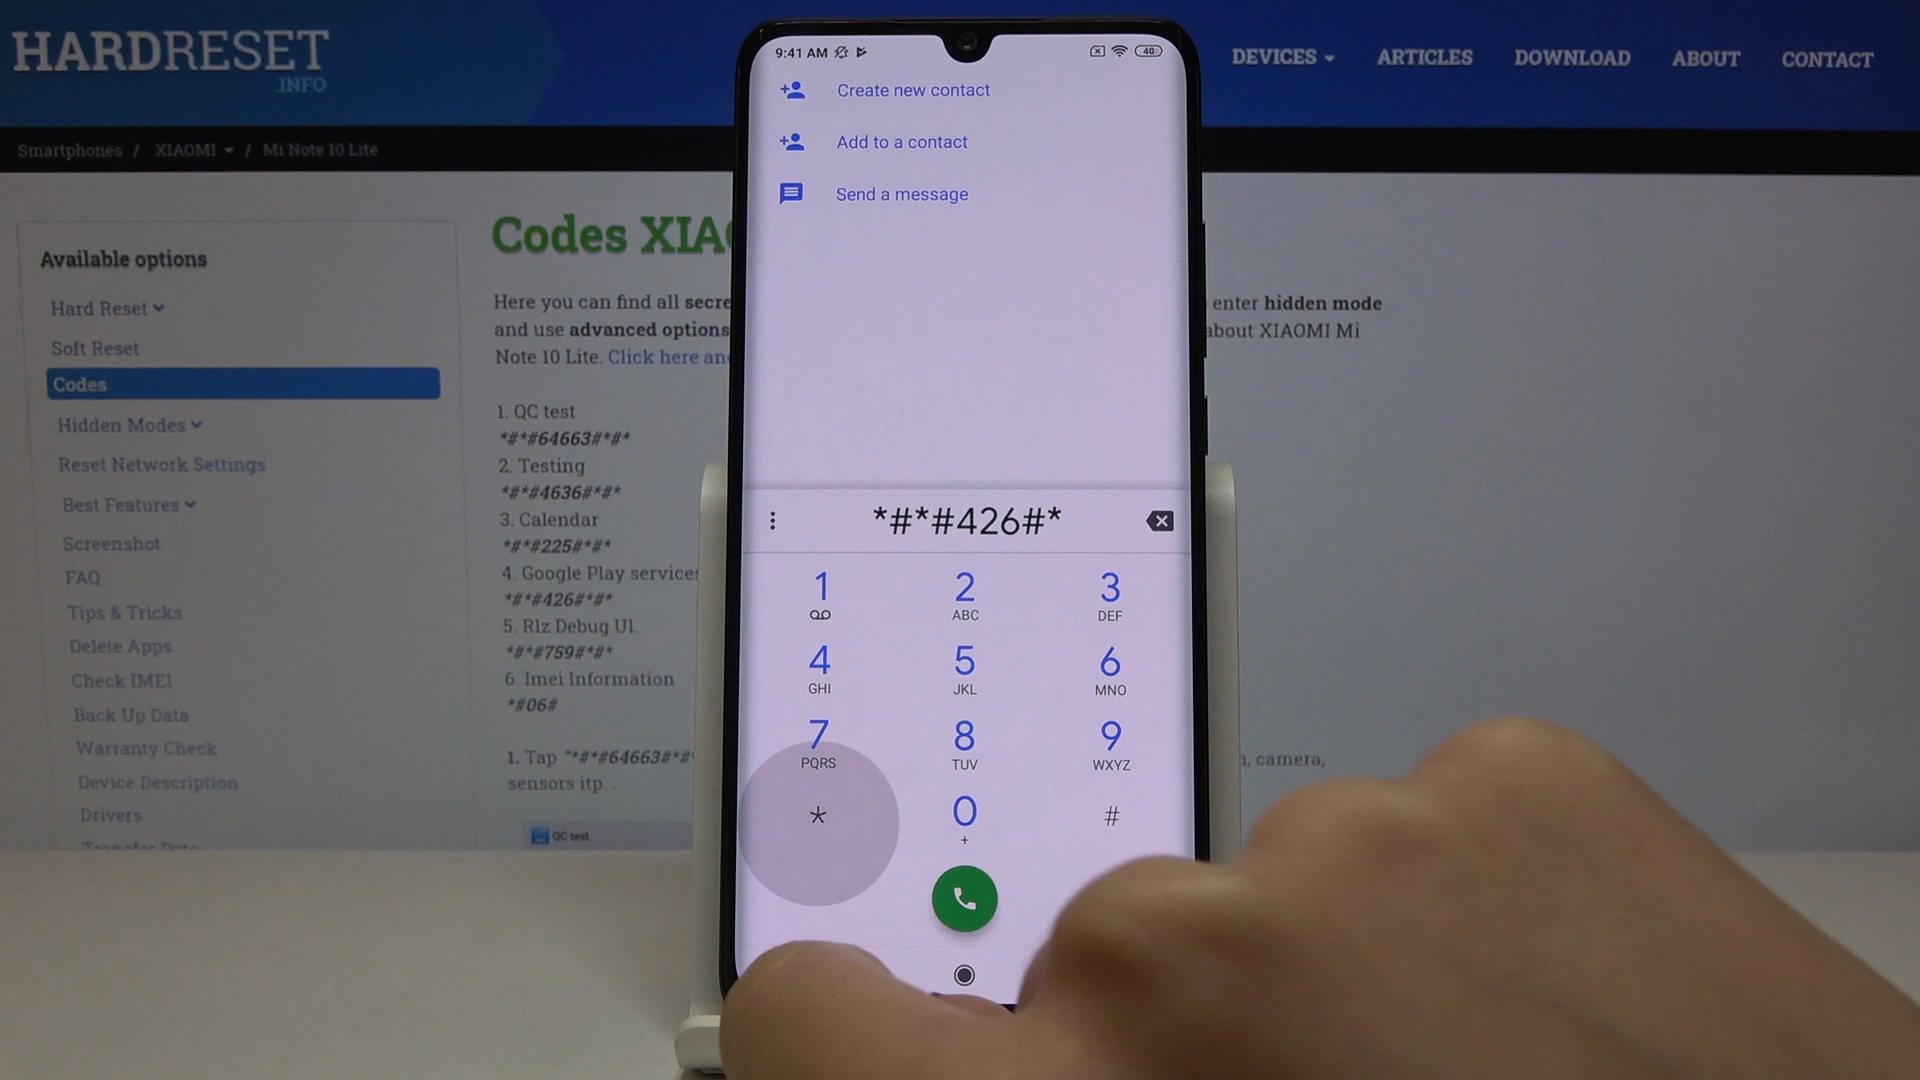 HARDRESET
.INFO
DEVICES
ARTICLES
DOWNLOAD
ABOUT
CONTACT
Smartphones / XIAOMI / Mi Note 10 Lite
Available options
Hard Reset
Soft Reset
Codes
Hidden Modes
Reset Network Settings
Best Features
Screenshot
FAQ
Tips & Tricks
Delete Apps
Check IMEI
Back Up Data
Warranty Check
Device Description
Drivers
Transfer Data
Codes XIAO
Here you can find all secre
enter hidden mode
and use advanced options
about XIAOMI Mi
Note 10 Lite. Click here an
1. QC test
*#*#64663#*#*
2. Testing
*#*#4636#*#*
3. Calendar
*#*#225#*#*
4. Google Play services
*#*#426#*#*
5. Rlz Debug UI.
*#*#759#*#*
6. Imei Information
*#06#
1. Tap "*#*#64663#*#*
, camera,
sensors itp. .
QC test
9:41 AM
40
Create new contact
Add to a contact
Send a message
*#*#426#*
1
2 ABC
3 DEF
4 GHI
5 JKL
6 MNO
7 PQRS
8 TUV
9 WXYZ
*
0 +
#